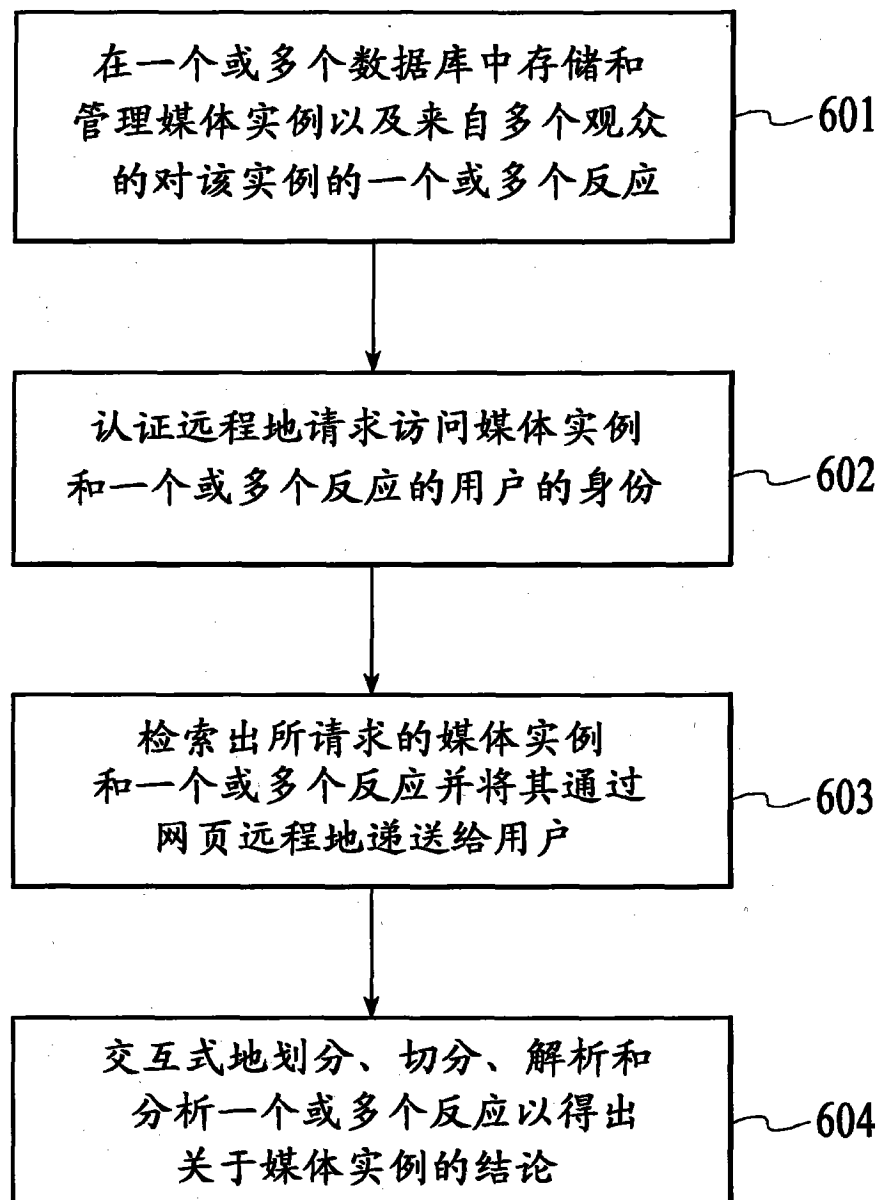 在一个或多个数据库中存储和
管理媒体实例以及来自多个观众
的对该实例的一个或多个反应
601
认证远程地请求访问媒体实例
和一个或多个反应的用户的身份
602
检索出所请求的媒体实例
和一个或多个反应并将其通过
网页远程地递送给用户
603
交互式地划分、切分、解析和
分析一个或多个反应以得出
关于媒体实例的结论
604